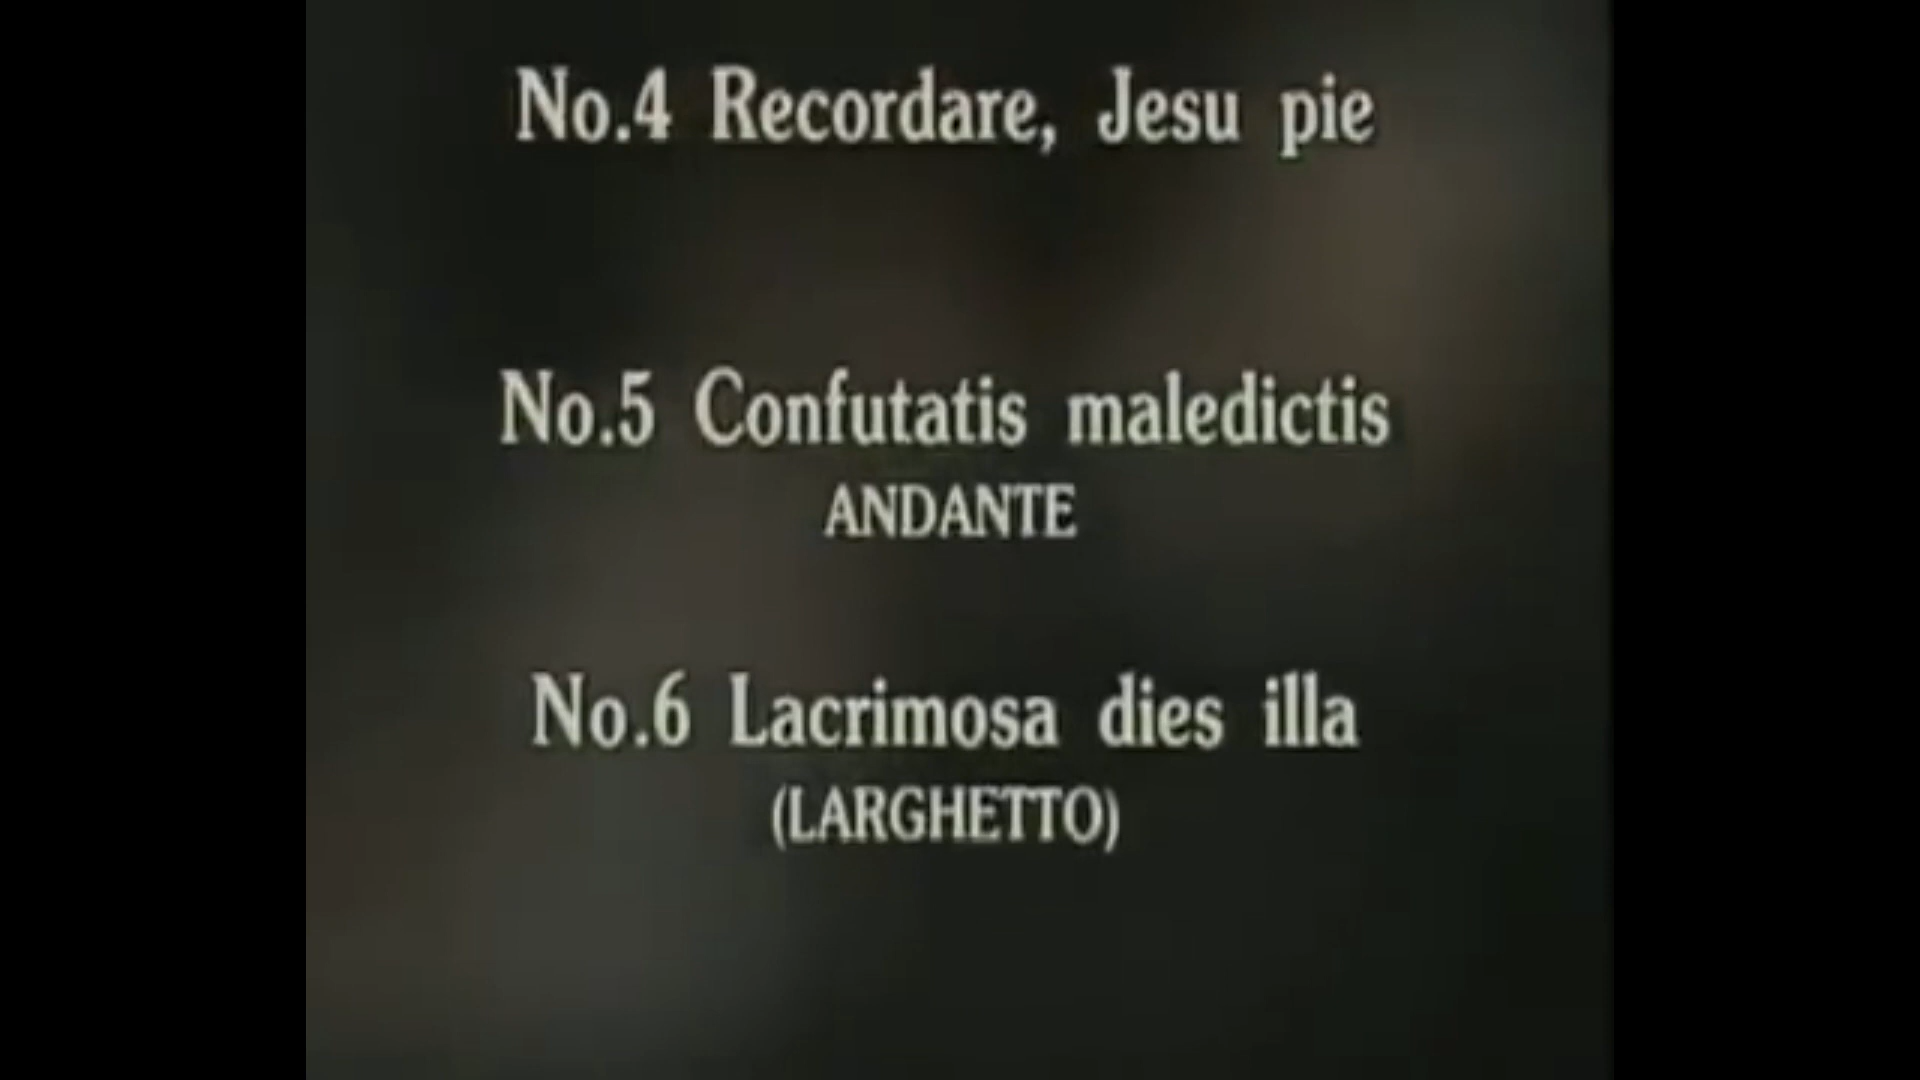 No.4 Recordare, Jesu pie
No.5 Confutatis maledictis
ANDANTE
No.6 Lacrimosa dies illa
(LARGHETTO)